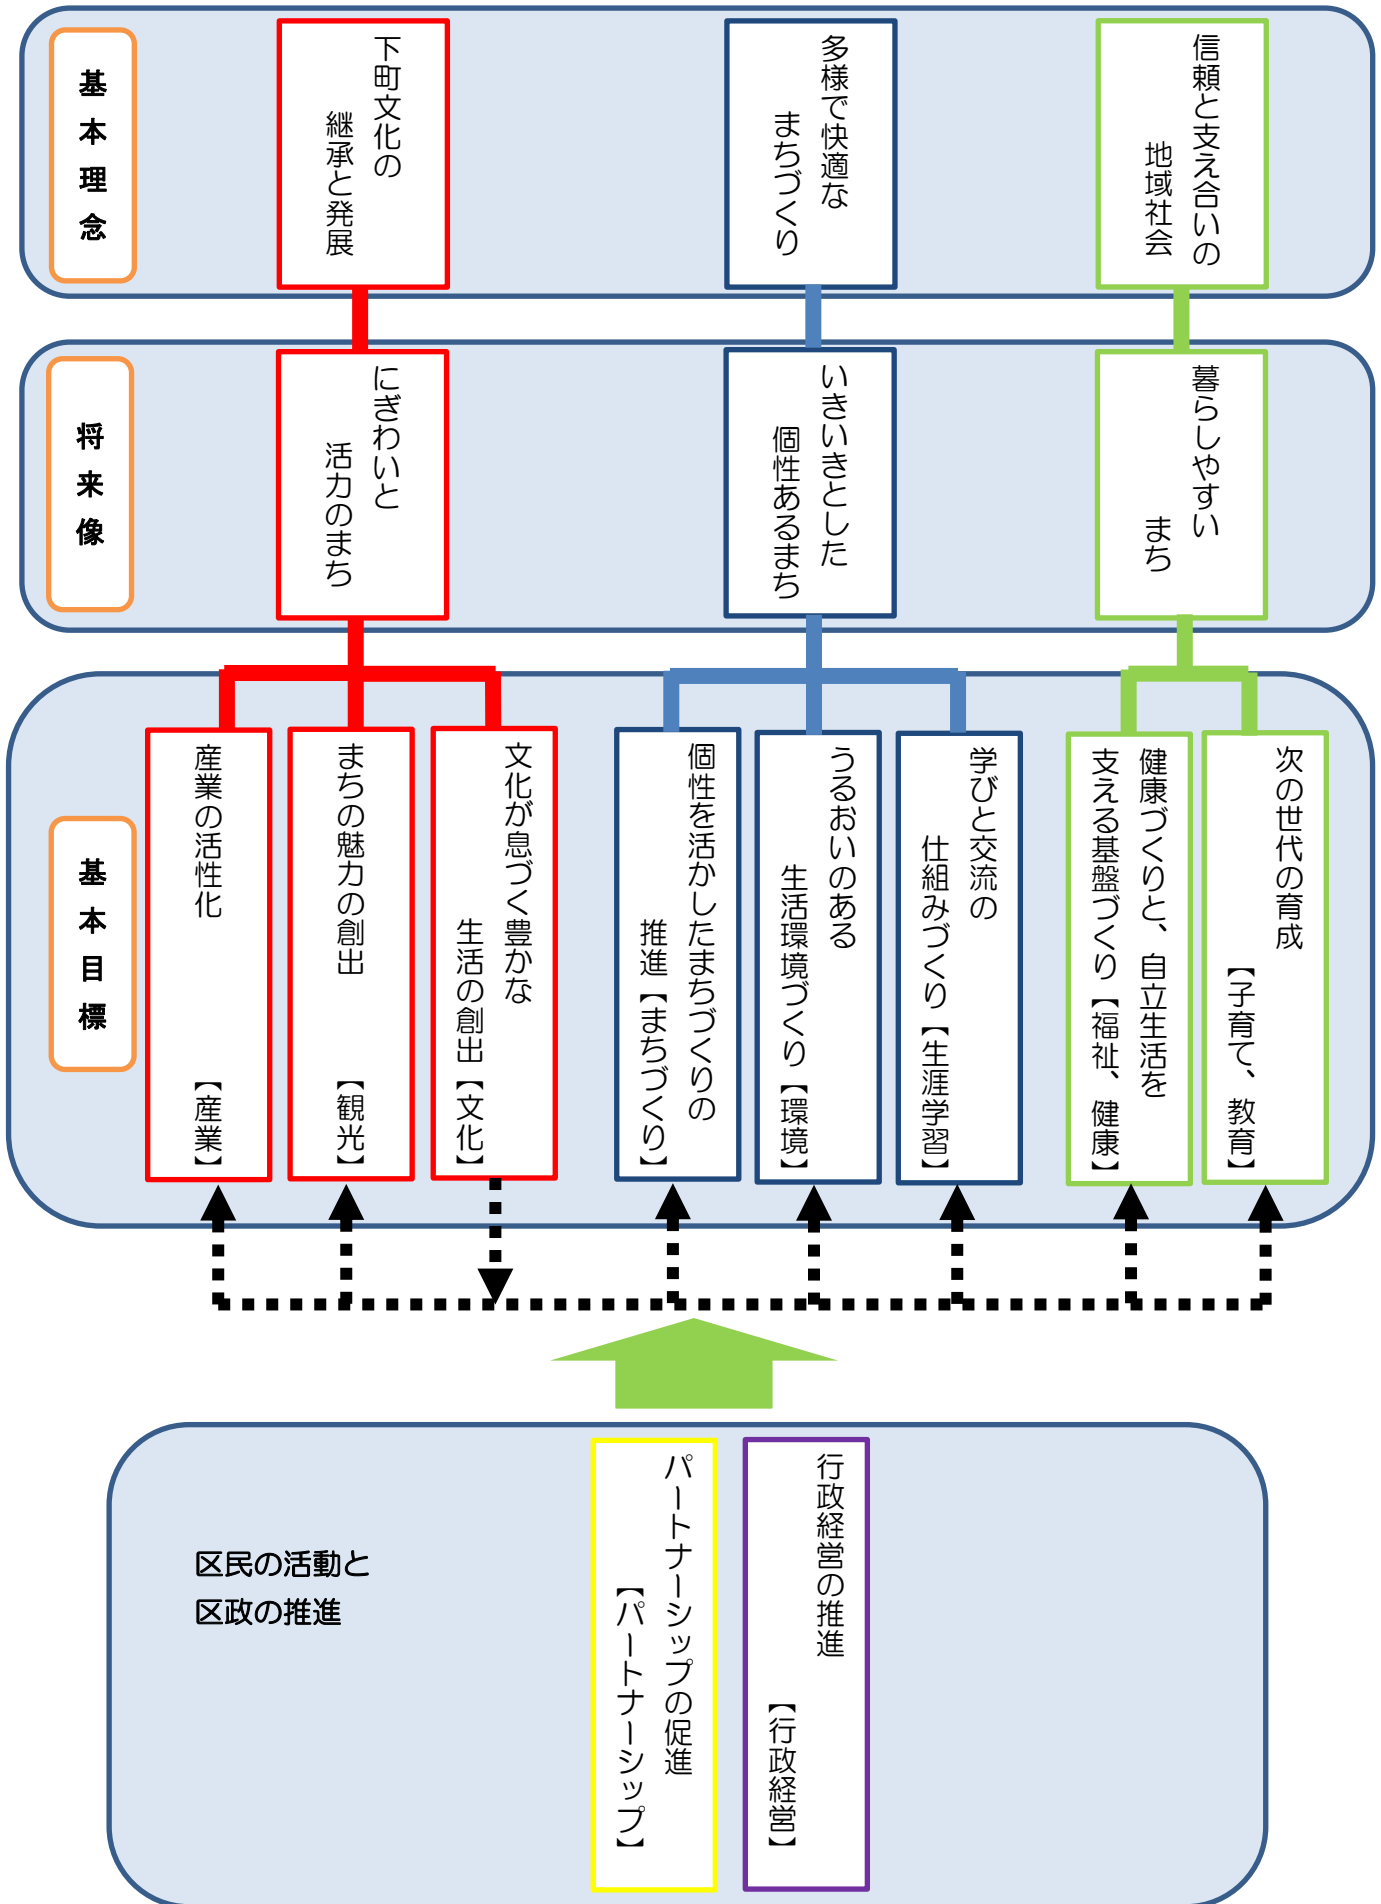 基本理念
下町文化の
継承と発展
多様で快適な
まちづくり
信頼と支え合いの
地域社会
将来像
にぎわいと
活力のまち
いきいきとした
個性あるまち
暮らしやすい
まち
基本目標
産業の活性化 【産業】
まちの魅力の創出 【観光】
文化が息づく豊かな
生活の創出【文化】
個性を活かしたまちづくりの
推進【まちづくり】
うるおいのある
生活環境づくり【環境】
学びと交流の
仕組みづくり【生涯学習】
健康づくりと、自立生活を
支える基盤づくり【福祉、健康】
次の世代の育成
【子育て、教育】
区民の活動と
区政の推進
パートナーシップの促進
【パートナーシップ】
行政経営の推進
【行政経営】